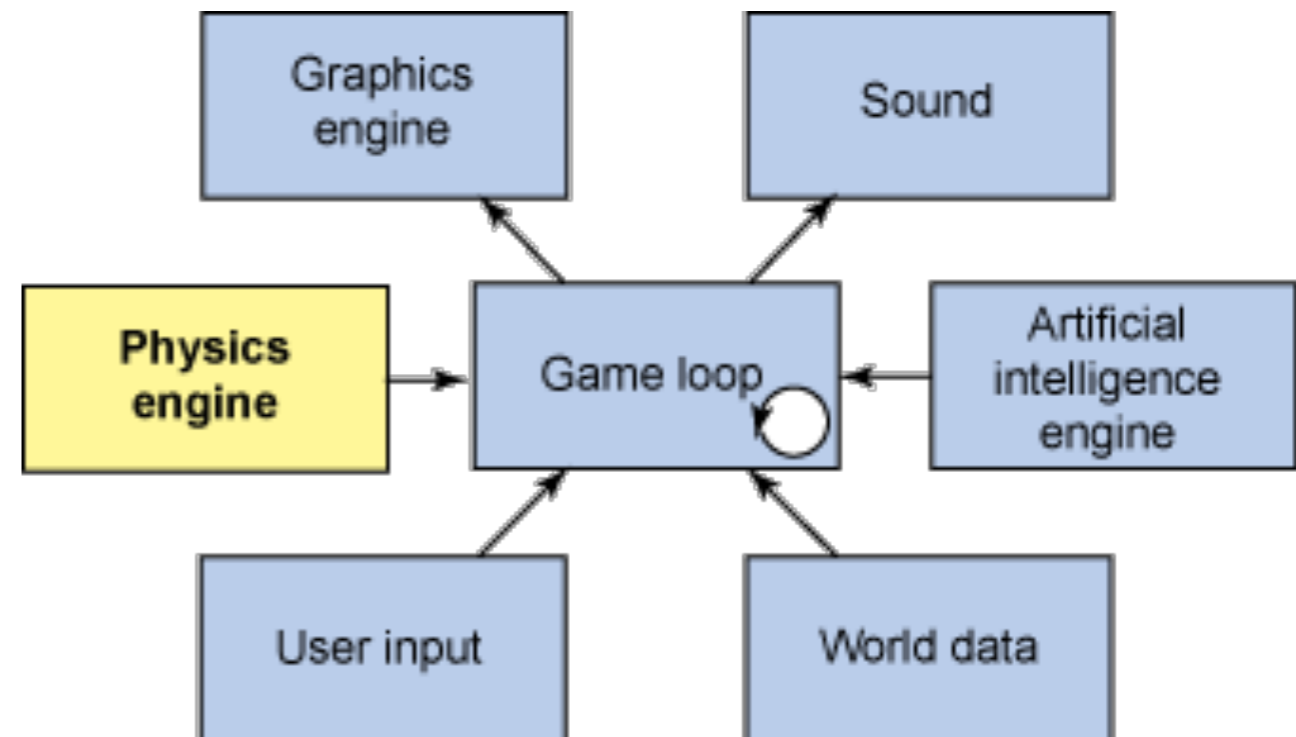 Graphics
engine
Sound
Physics
engine
Game loop
Artificial
intelligence
engine
User input
World data